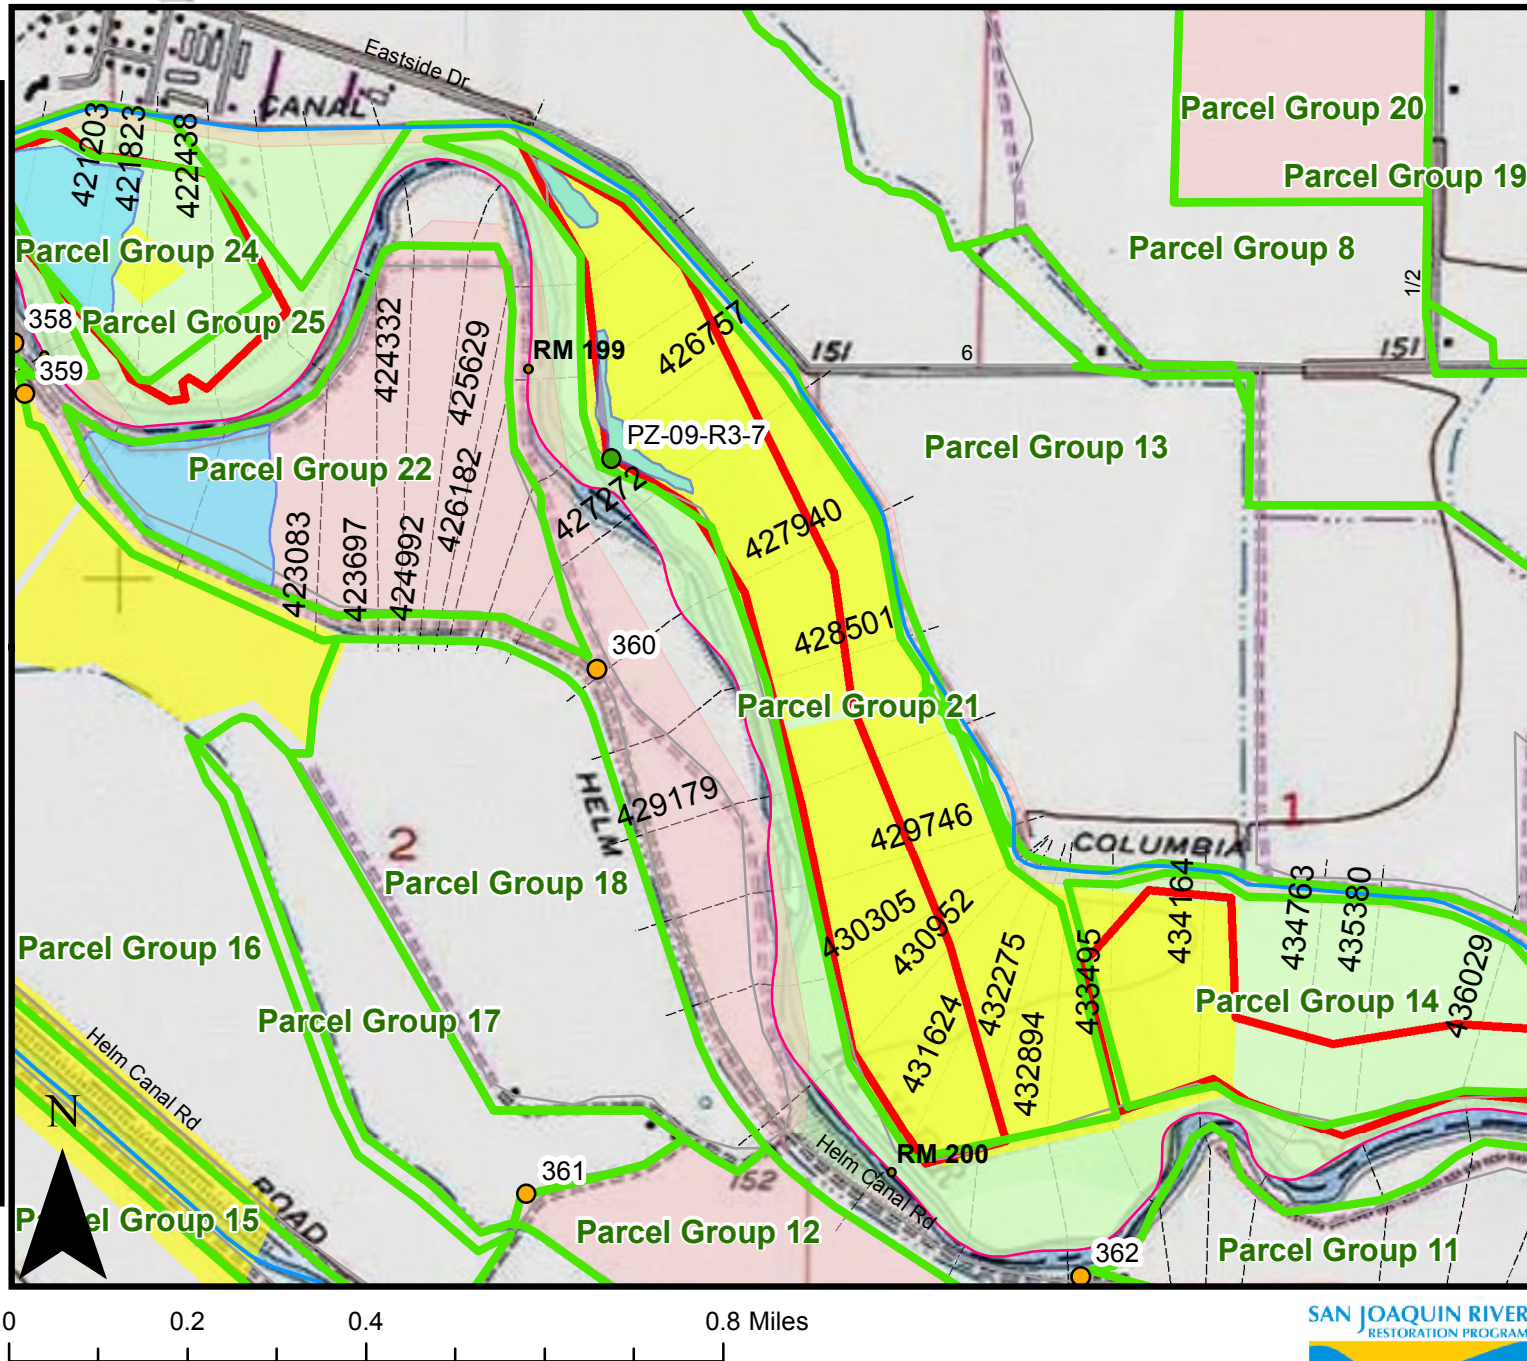 Eastside Dr
CANAL
421203
421823
422438
Parcel Group 20
Parcel Group 19
Parcel Group 24
Parcel Group 8
1/2
358
Parcel Group 25
359
424332
425629
RM 199
426757
151
6
151
PZ-09-R3-7
Parcel Group 13
Parcel Group 22
426182
427272
427940
423083
423697
424992
428501
360
Parcel Group 21
HELM
429179
429746
1
COLUMBIA
2
Parcel Group 18
434164
434763
435380
430305
430952
Parcel Group 16
432275
433495
436029
Parcel Group 14
Parcel Group 17
431624
432894
Helm Canal Rd
N
Helm Canal Rd
RM 200
361
152
ROAD
Parcel Group 15
Parcel Group 12
362
Parcel Group 11
0
0.2
0.4
0.8 Miles
SAN JOAQUIN RIVER
RESTORATION PROGRAM